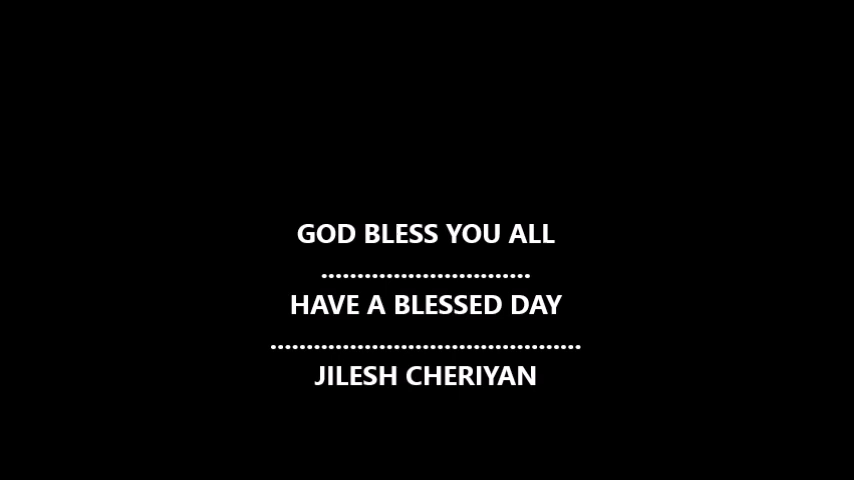 GOD BLESS YOU ALL
.............................
HAVE A BLESSED DAY
...........................................
JILESH CHERIYAN